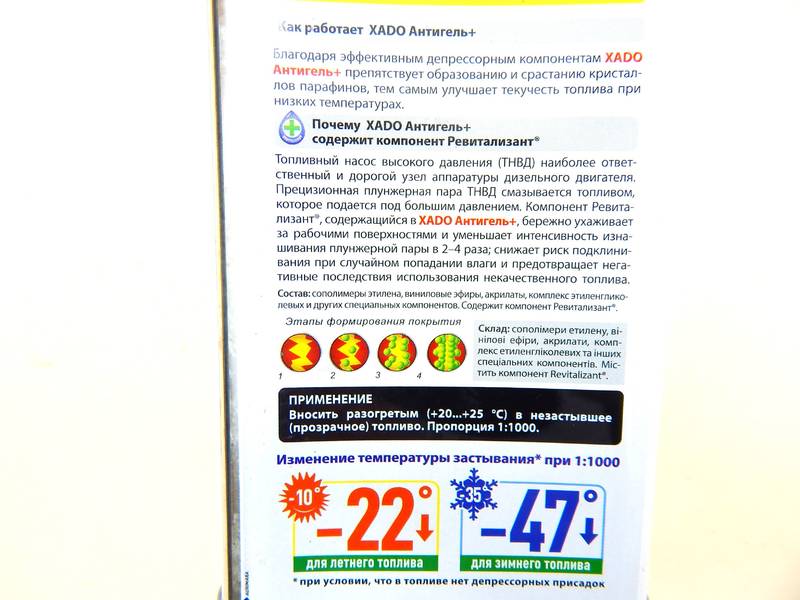 Как работает XADO Антигель+
Благодаря эффективным депрессорным компонентам XADO
Антигель+ препятствует образованию и срастанию кристал-
лов парафинов, тем самым улучшает текучесть топлива при
низких температурах.
Почему XADO Антигель+
содержит компонент Ревитализант®
Топливный насос высокого давления (ТНВД) наиболее ответ-
ственный и дорогой узел аппаратуры дизельного двигателя.
Прецизионная плунжерная пара ТНВД смазывается топливом,
которое подается под большим давлением. Компонент Ревита-
лизант®, содержащийся в XADO Антигель+, бережно ухаживает
за рабочими поверхностями и уменьшает интенсивность изна-
шивания плунжерной пары в 2–4 раза; снижает риск подклини-
вания при случайном попадании влаги и предотвращает нега-
тивные последствия использования некачественного топлива.
Состав: сополимеры этилена, виниловые эфиры, акрилаты, комплекс этиленглико-
левых и других специальных компонентов. Содержит компонент Ревитализант®.
Этапы формирования покрытия
1 2 3 4
Склад: сополімери етилену, ві-
нілові ефіри, акрилати, комп-
лекс етиленгліколевих та інших
спеціальних компонентів. Міс-
тить компонент Revitalizant®.
ПРИМЕНЕНИЕ
Вносить разогретым (+20...+25 °C) в незастывшее
(прозрачное) топливо. Пропорция 1:1000.
Изменение температуры застывания* при 1:1000
-10° -22°
для летнего топлива
-35° -47°
для зимнего топлива
* при условии, что в топливе нет депрессорных присадок